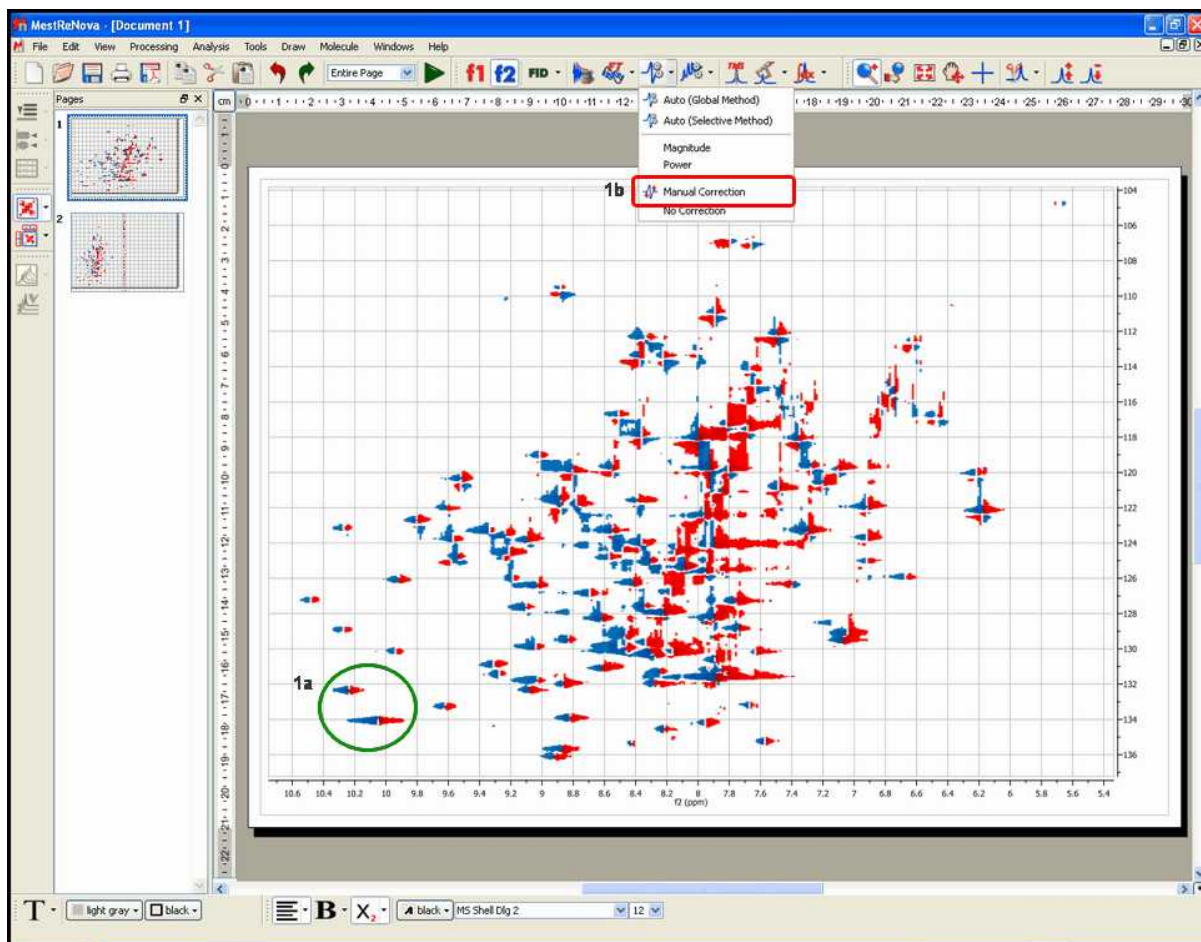 MestReNova - [Document 1]
File Edit View Processing Analysis Tools Draw Molecule Windows Help
Entire Page f1 f2 FID TMS
Pages
cm
1
2
Auto (Global Method)
Auto (Selective Method)
Magnitude
Power
1b Manual Correction
No Correction
104
106
108
110
112
114
116
118
120
122
124
126
128
130
132
134
136
1a
10.6 10.4 10.2 10.0 9.8 9.6 9.4 9.2 9 8.8 8.6 8.4 8.2 8 7.8 7.6 7.4 7.2 7.0 6.8 6.6 6.4 6.2 6 5.8 5.6 5.4
f2 (ppm)
T light gray black B X2 A black MS Shell Dlg 2 12